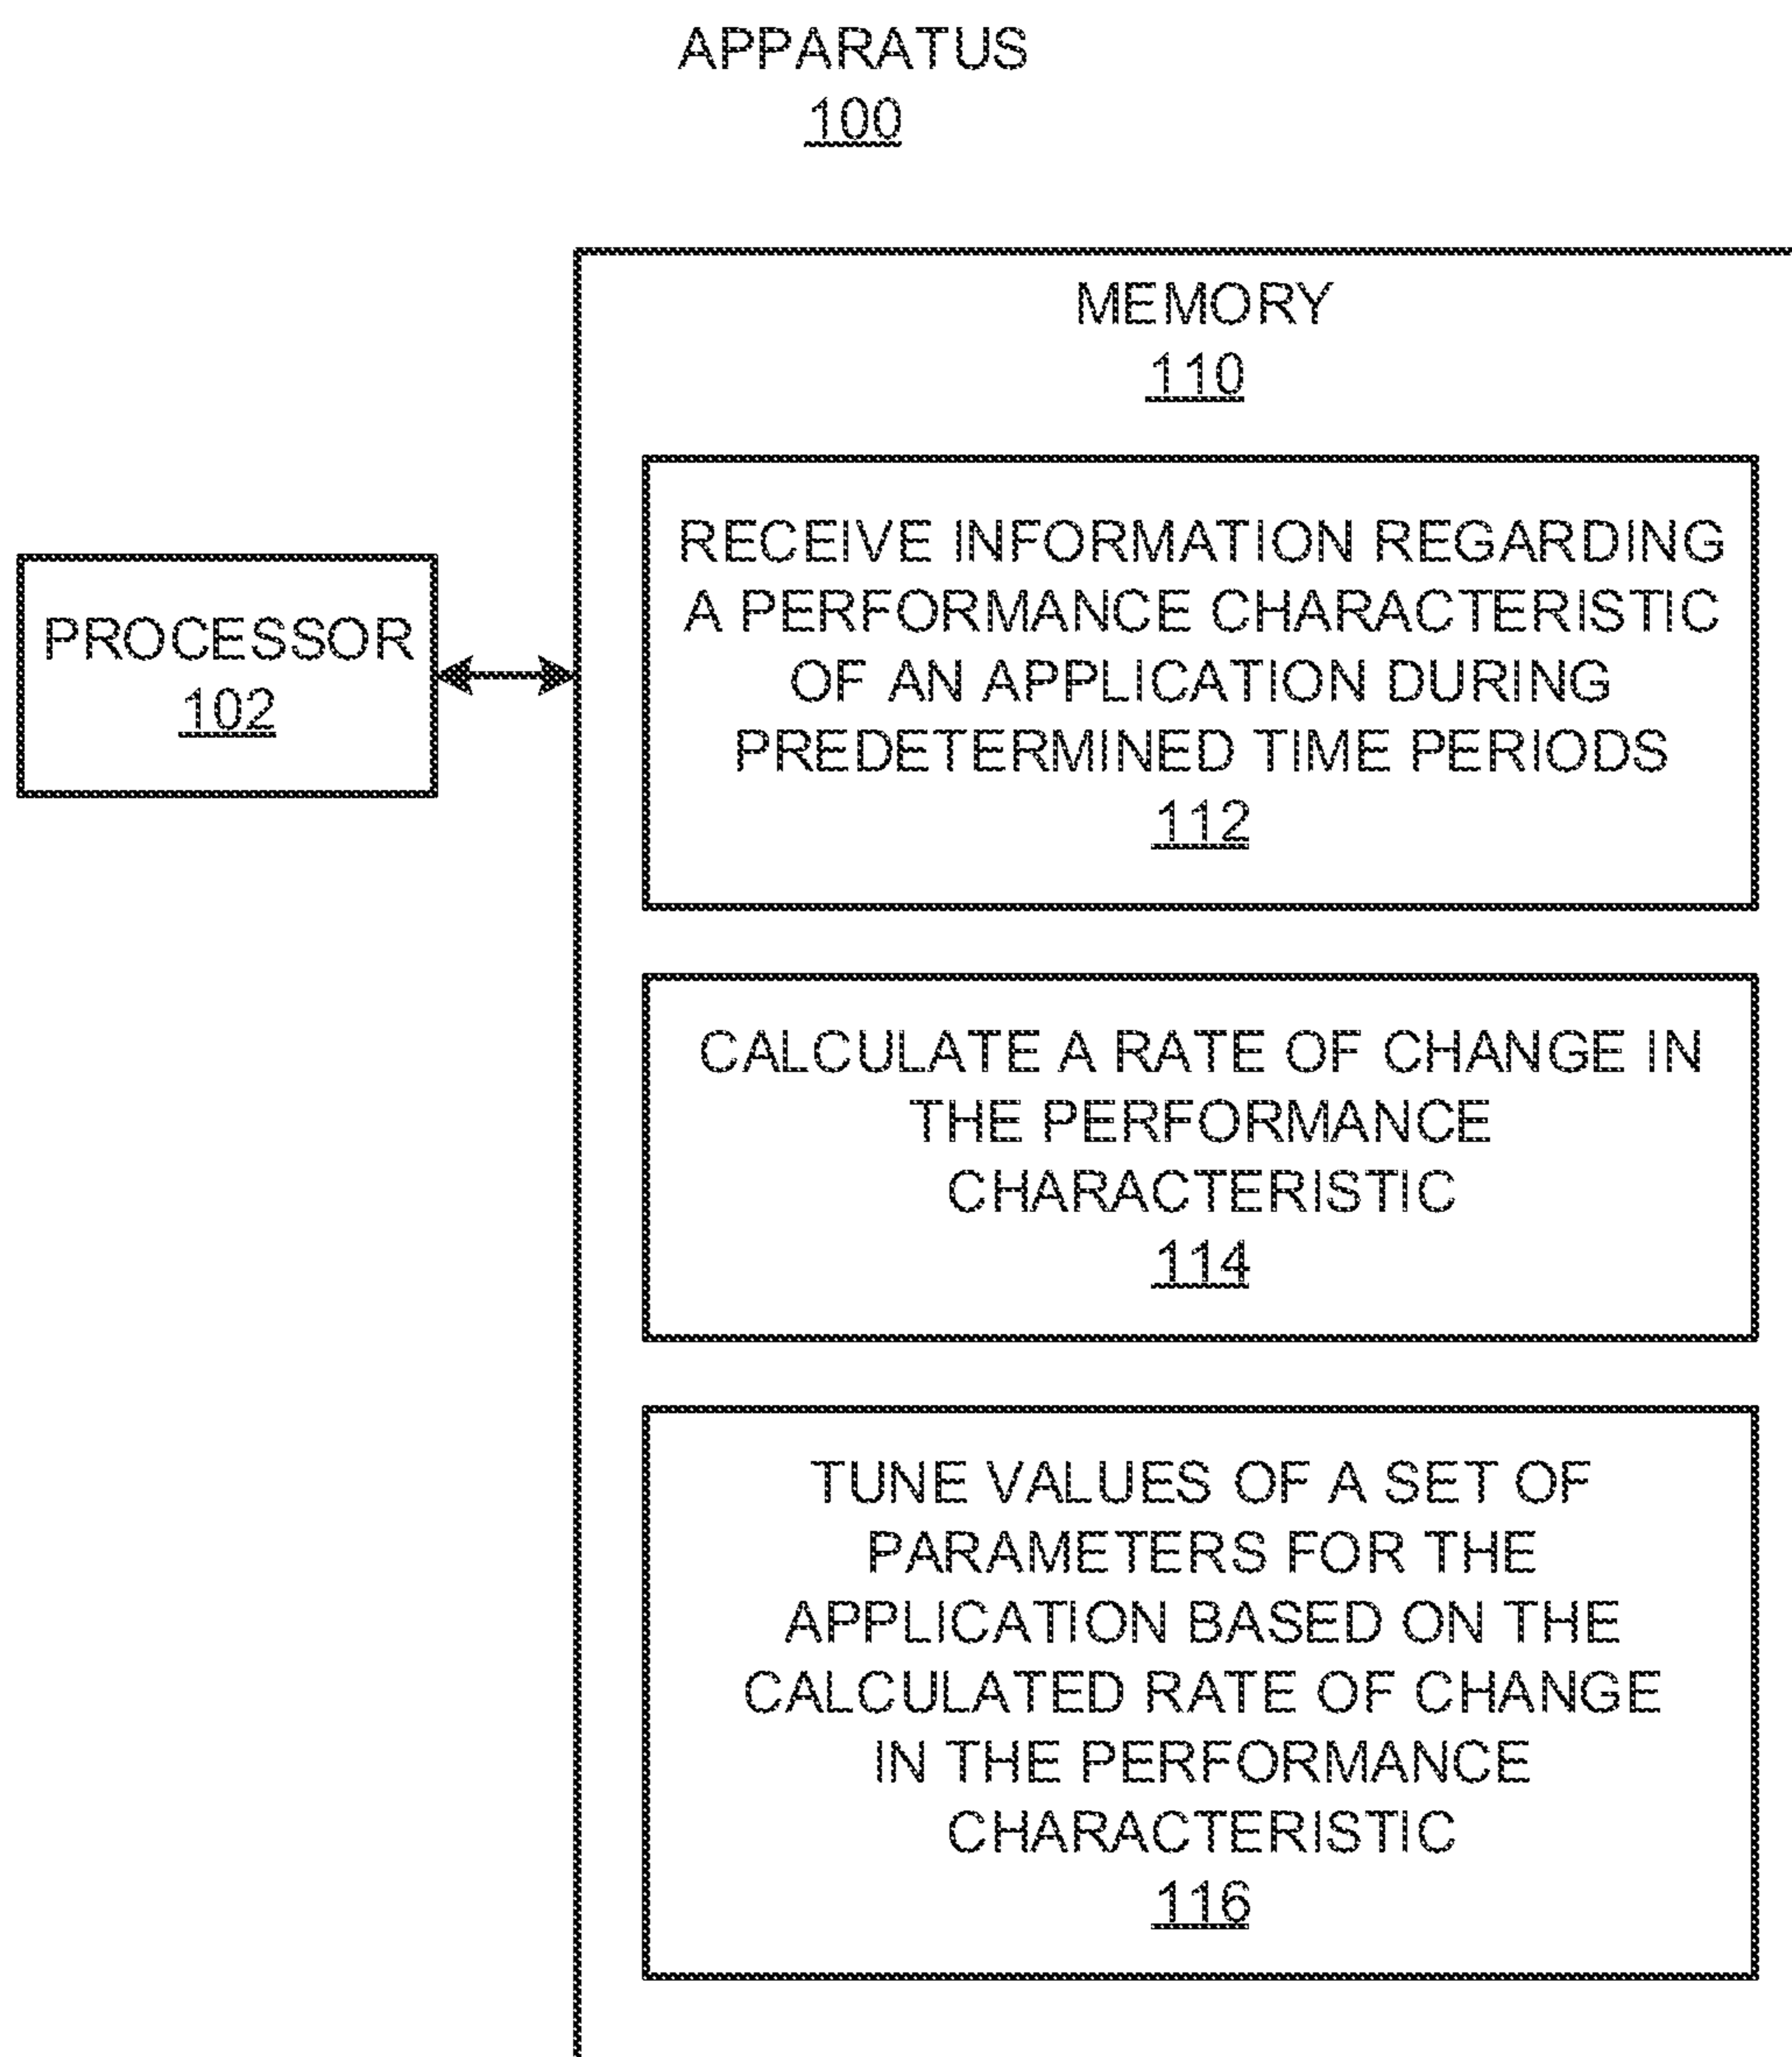 APPARATUS
100
MEMORY
110
PROCESSOR
102
RECEIVE INFORMATION REGARDING
A PERFORMANCE CHARACTERISTIC
OF AN APPLICATION DURING
PREDETERMINED TIME PERIODS
112
CALCULATE A RATE OF CHANGE IN
THE PERFORMANCE
CHARACTERISTIC
114
TUNE VALUES OF A SET OF
PARAMETERS FOR THE
APPLICATION BASED ON THE
CALCULATED RATE OF CHANGE
IN THE PERFORMANCE
CHARACTERISTIC
116